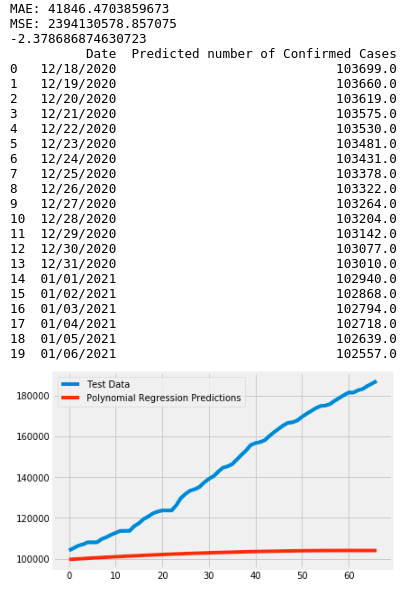 MAE: 41846.4703859673
MSE: 2394130578.857075
-2.378686874630723
Date Predicted number of Confirmed Cases
0 12/18/2020 103699.0
1 12/19/2020 103660.0
2 12/20/2020 103619.0
3 12/21/2020 103575.0
4 12/22/2020 103530.0
5 12/23/2020 103481.0
6 12/24/2020 103431.0
7 12/25/2020 103378.0
8 12/26/2020 103322.0
9 12/27/2020 103264.0
10 12/28/2020 103204.0
11 12/29/2020 103142.0
12 12/30/2020 103077.0
13 12/31/2020 103010.0
14 01/01/2021 102940.0
15 01/02/2021 102868.0
16 01/03/2021 102794.0
17 01/04/2021 102718.0
18 01/05/2021 102639.0
19 01/06/2021 102557.0
Test Data
Polynomial Regression Predictions
180000
160000
140000
120000
100000
0 10 20 30 40 50 60